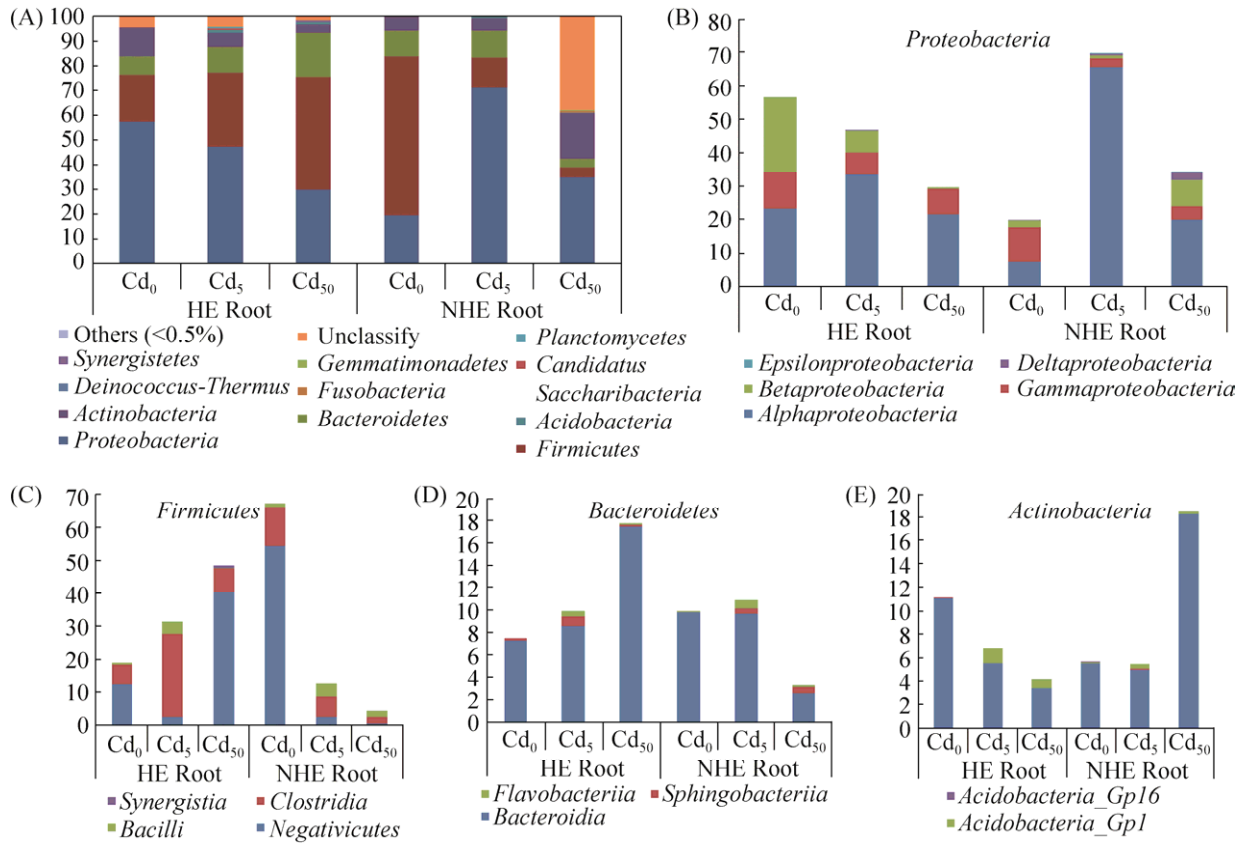 (A)
100
90
80
70
60
50
40
30
20
10
0
Cd0 Cd5 Cd50 Cd0 Cd5 Cd50
HE Root NHE Root
Others (<0.5%) Unclassify Planctomycetes
Synergistetes Gemmatimonadetes Candidatus
Deinococcus-Thermus Fusobacteria Saccharibacteria
Actinobacteria Bacteroidetes Acidobacteria
Proteobacteria Firmicutes
(B)
Proteobacteria
80
70
60
50
40
30
20
10
0
Cd0 Cd5 Cd50 Cd0 Cd5 Cd50
HE Root NHE Root
Epsilonproteobacteria Deltaproteobacteria
Betaproteobacteria Gammaproteobacteria
Alphaproteobacteria
(C)
Firmicutes
70
60
50
40
30
20
10
0
Cd0 Cd5 Cd50 Cd0 Cd5 Cd50
HE Root NHE Root
Synergistia Clostridia
Bacilli Negativicutes
(D)
Bacteroidetes
20
18
16
14
12
10
8
6
4
2
0
Cd0 Cd5 Cd50 Cd0 Cd5 Cd50
HE Root NHE Root
Flavobacteriia Sphingobacteriia
Bacteroidia
(E)
Actinobacteria
20
18
16
14
12
10
8
6
4
2
0
Cd0 Cd5 Cd50 Cd0 Cd5 Cd50
HE Root NHE Root
Acidobacteria_Gp16
Acidobacteria_Gp1